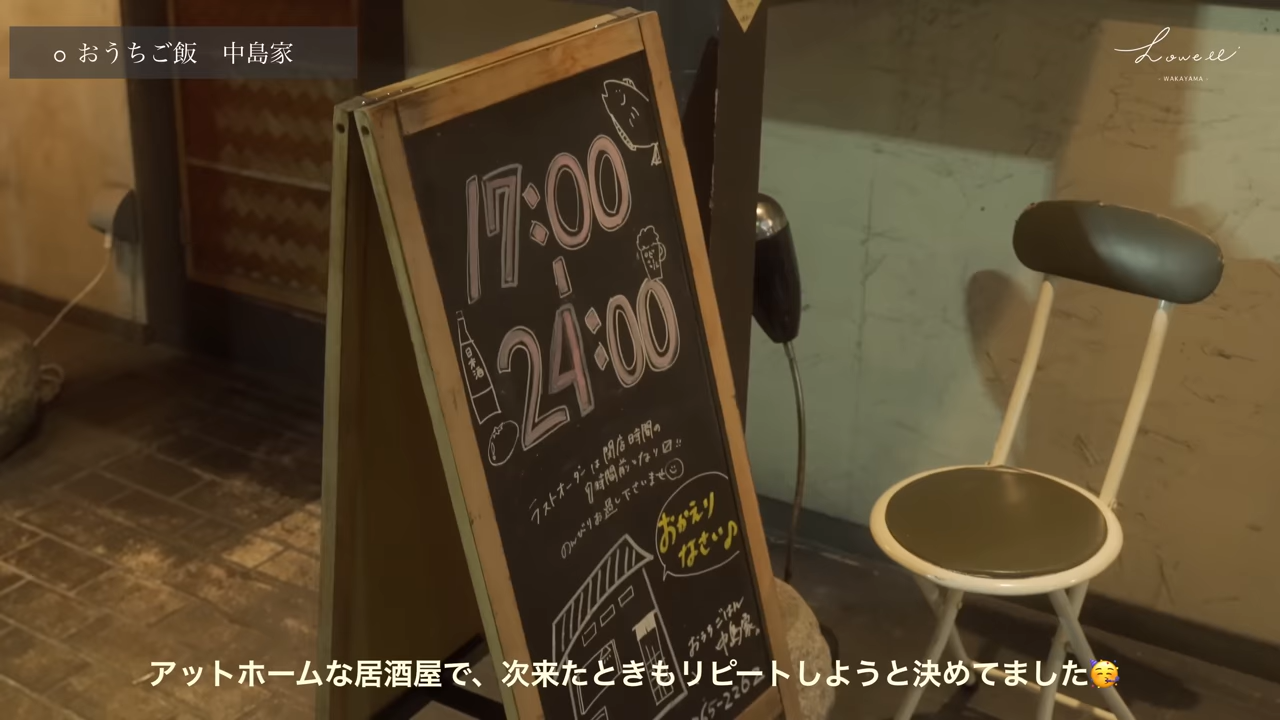 おうちご飯　中島家
Lowell
- WAKAYAMA -
17:00
24:00
日本酒
ラストオーダーは閉店時間の
1時間前となります!!
のんびりお過し下さいませ
おかえり
なさい♪
おうちごはん
中島家。
アットホームな居酒屋で、次来たときもリピートしようと決めてました🥳